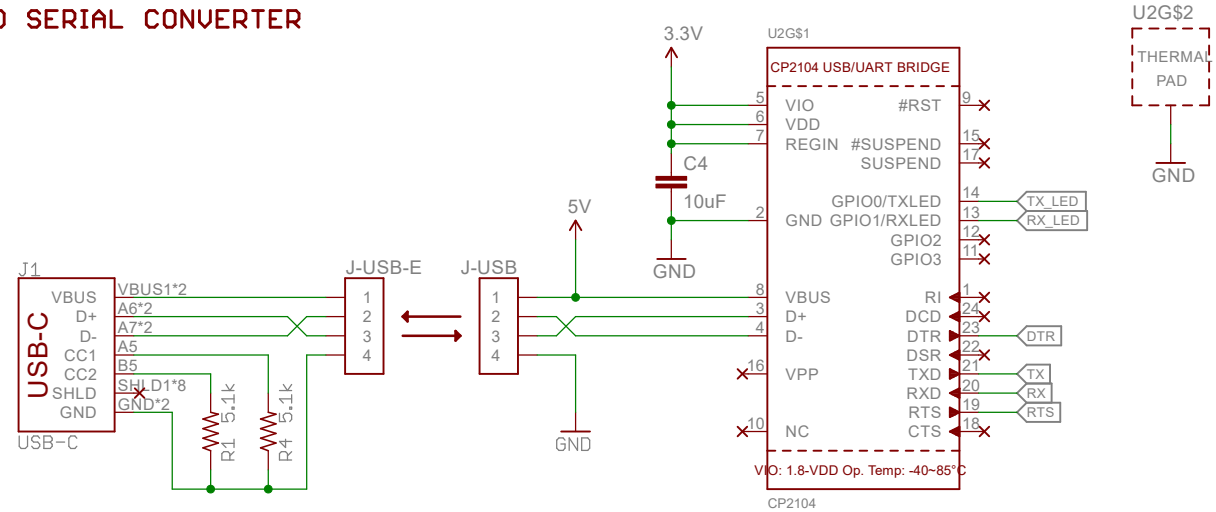 O SERIAL CONVERTER
U2G$2
THERMAL
PAD
GND
3.3V
U2G$1
CP2104 USB/UART BRIDGE
5 VIO #RST 9
6 VDD
7 REGIN #SUSPEND 15
SUSPEND 17
C4
10uF
GPIO0/TXLED 14 TX_LED
2 GND GPIO1/RXLED 13 RX_LED
GPIO2 12
GPIO3 11
GND
5V
8 VBUS RI 1
3 D+ DCD 24
4 D- DTR 23 DTR
DSR 22
16 VPP TXD 21 TX
RXD 20 RX
RTS 19 RTS
10 NC CTS 18
VIO: 1.8-VDD Op. Temp: -40~85°C
CP2104
J1
USB-C
VBUS VBUS1*2
D+ A6*2
D- A7*2
CC1 A5
CC2 B5
SHLD SHLD1*8
GND GND*2
USB-C
R1 5.1k
R4 5.1k
J-USB-E
1
2
3
4
J-USB
1
2
3
4
GND